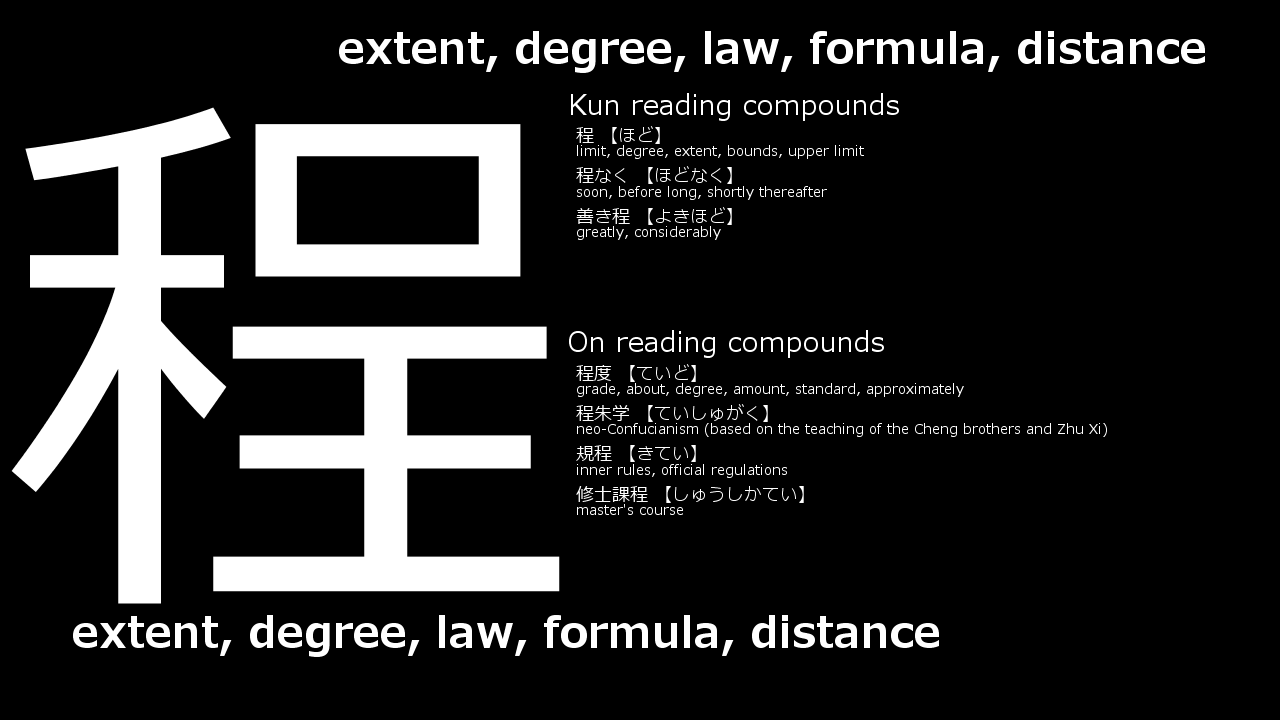 extent, degree, law, formula, distance
程
Kun reading compounds
程 【ほど】
limit, degree, extent, bounds, upper limit
程なく 【ほどなく】
soon, before long, shortly thereafter
善き程 【よきほど】
greatly, considerably
On reading compounds
程度 【ていど】
grade, about, degree, amount, standard, approximately
程朱学 【ていしゅがく】
neo-Confucianism (based on the teaching of the Cheng brothers and Zhu Xi)
規程 【きてい】
inner rules, official regulations
修士課程 【しゅうしかてい】
master's course
extent, degree, law, formula, distance